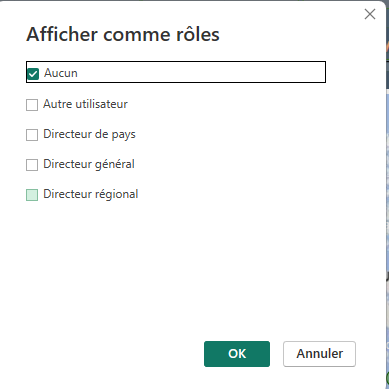 Afficher comme rôles
Aucun
Autre utilisateur
Directeur de pays
Directeur général
Directeur régional
OK
Annuler